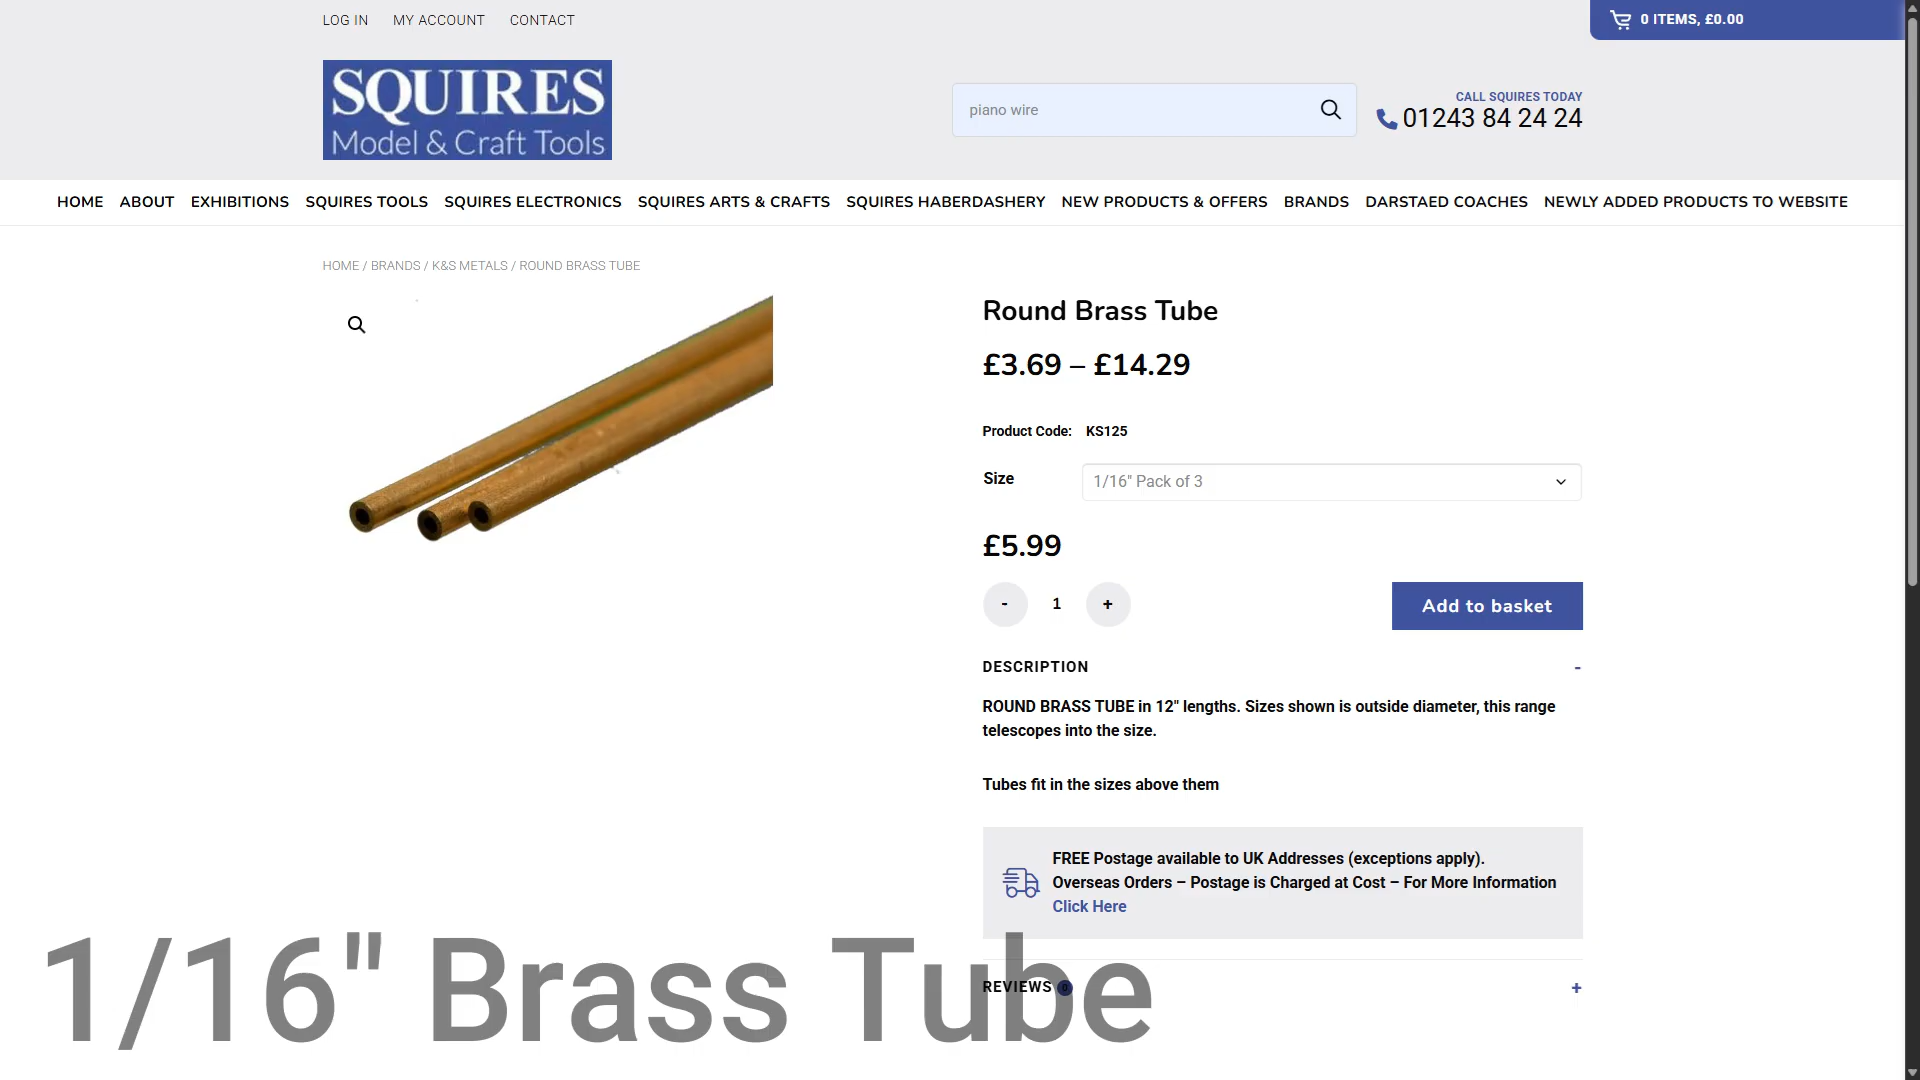 LOG IN MY ACCOUNT CONTACT
0 ITEMS, £0.00
SQUIRES
Model & Craft Tools
piano wire
CALL SQUIRES TODAY
01243 84 24 24
HOME ABOUT EXHIBITIONS SQUIRES TOOLS SQUIRES ELECTRONICS SQUIRES ARTS & CRAFTS SQUIRES HABERDASHERY NEW PRODUCTS & OFFERS BRANDS DARSTAED COACHES NEWLY ADDED PRODUCTS TO WEBSITE
HOME / BRANDS / K&S METALS / ROUND BRASS TUBE
Round Brass Tube
£3.69 – £14.29
Product Code: KS125
Size 1/16" Pack of 3
£5.99
- 1 +
Add to basket
DESCRIPTION -
ROUND BRASS TUBE in 12" lengths. Sizes shown is outside diameter, this range
telescopes into the size.
Tubes fit in the sizes above them
FREE Postage available to UK Addresses (exceptions apply).
Overseas Orders – Postage is Charged at Cost – For More Information
Click Here
REVIEWS 0 +
1/16" Brass Tube